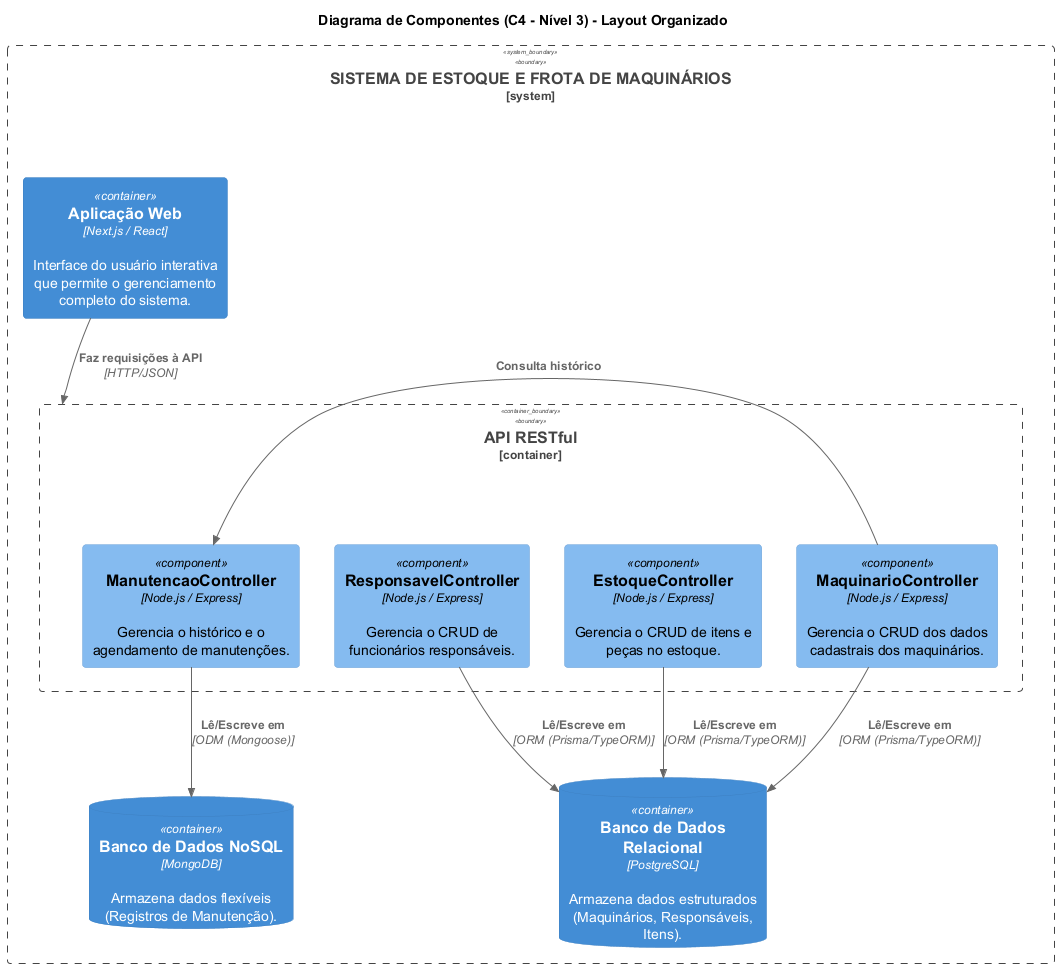 Diagrama de Componentes (C4 - Nível 3) - Layout Organizado
«system_boundary»
«boundary»
SISTEMA DE ESTOQUE E FROTA DE MAQUINÁRIOS
[system]
«container»
Aplicação Web
[Next.js / React]
Interface do usuário interativa
que permite o gerenciamento
completo do sistema.
Faz requisições à API
[HTTP/JSON]
Consulta histórico
«container_boundary»
«boundary»
API RESTful
[container]
«component»
ManutencaoController
[Node.js / Express]
Gerencia o histórico e o
agendamento de manutenções.
«component»
ResponsavelController
[Node.js / Express]
Gerencia o CRUD de
funcionários responsáveis.
«component»
EstoqueController
[Node.js / Express]
Gerencia o CRUD de itens e
peças no estoque.
«component»
MaquinarioController
[Node.js / Express]
Gerencia o CRUD dos dados
cadastrais dos maquinários.
Lê/Escreve em
[ODM (Mongoose)]
Lê/Escreve em
[ORM (Prisma/TypeORM)]
Lê/Escreve em
[ORM (Prisma/TypeORM)]
Lê/Escreve em
[ORM (Prisma/TypeORM)]
«container»
Banco de Dados NoSQL
[MongoDB]
Armazena dados flexíveis
(Registros de Manutenção).
«container»
Banco de Dados
Relacional
[PostgreSQL]
Armazena dados estruturados
(Maquinários, Responsáveis,
Itens).